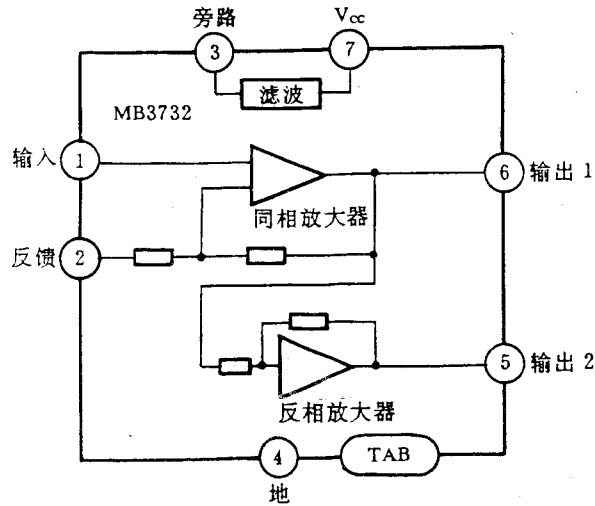 旁路 Vcc
3 7
滤波
MB3732
输入 1
6 输出1
同相放大器
反馈 2
5 输出2
反相放大器
4 TAB
地